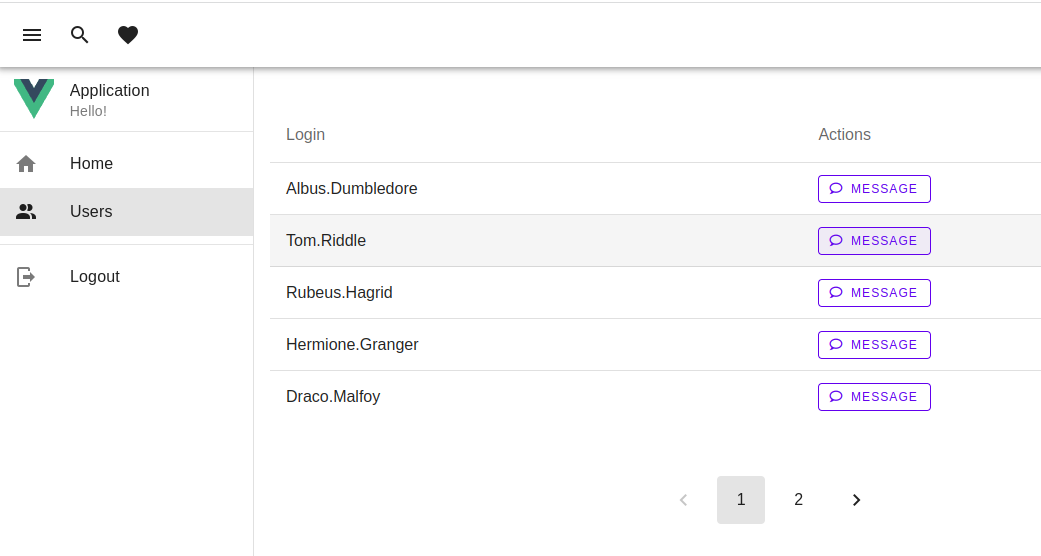 Application
Hello!
Home
Users
Logout
Login Actions
Albus.Dumbledore MESSAGE
Tom.Riddle MESSAGE
Rubeus.Hagrid MESSAGE
Hermione.Granger MESSAGE
Draco.Malfoy MESSAGE
1 2